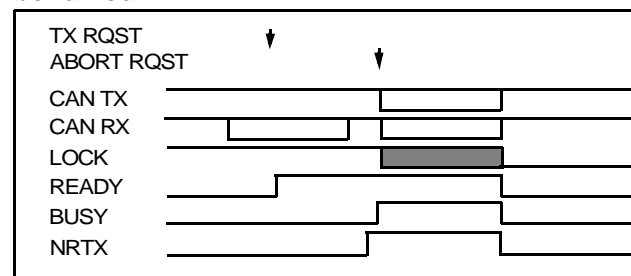 TX RQST
ABORT RQST
CAN TX
CAN RX
LOCK
READY
BUSY
NRTX